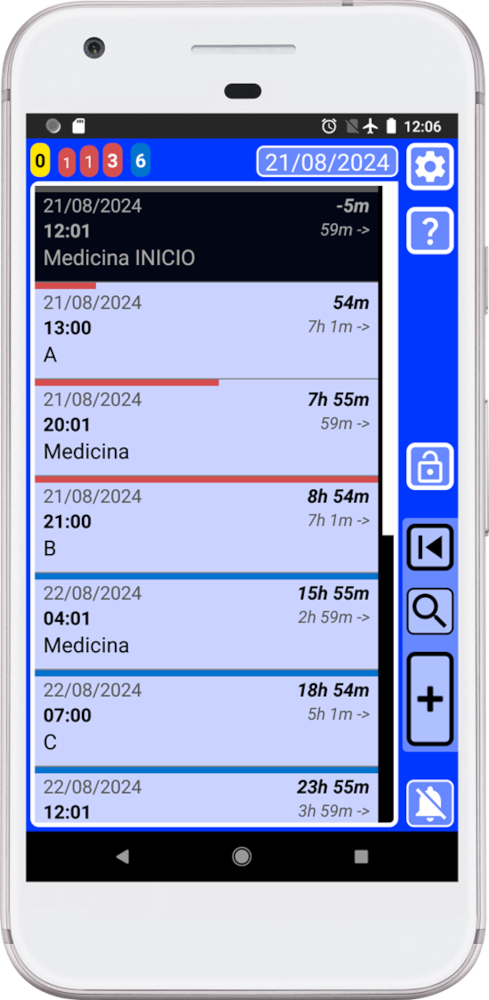 12:06
0 1 1 3 6 21/08/2024
21/08/2024 -5m
12:01 59m ->
Medicina INICIO
?
21/08/2024 54m
13:00 7h 1m ->
A
21/08/2024 7h 55m
20:01 59m ->
Medicina
21/08/2024 8h 54m
21:00 7h 1m ->
B
22/08/2024 15h 55m
04:01 2h 59m ->
Medicina
22/08/2024 18h 54m
07:00 5h 1m ->
C
+
22/08/2024 23h 55m
12:01 3h 59m ->